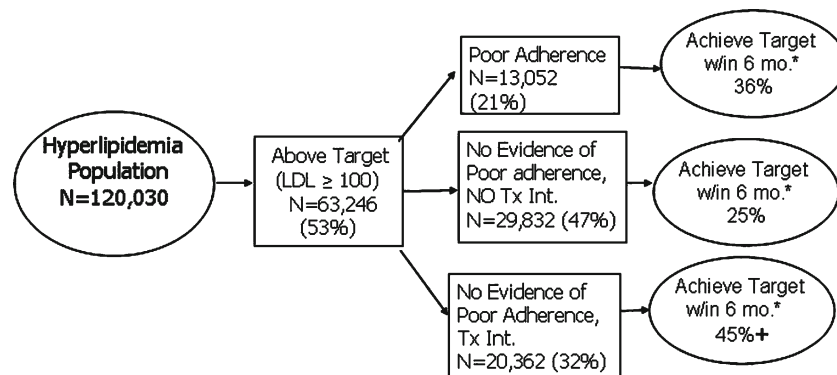 Hyperlipidemia
Population
N=120,030
Above Target
(LDL ≥ 100)
N=63,246
(53%)
Poor Adherence
N=13,052
(21%)
Achieve Target
w/in 6 mo.*
36%
No Evidence of
Poor adherence,
NO Tx Int.
N=29,832 (47%)
Achieve Target
w/in 6 mo.*
25%
No Evidence of
Poor Adherence,
Tx Int.
N=20,362 (32%)
Achieve Target
w/in 6 mo.*
45%+